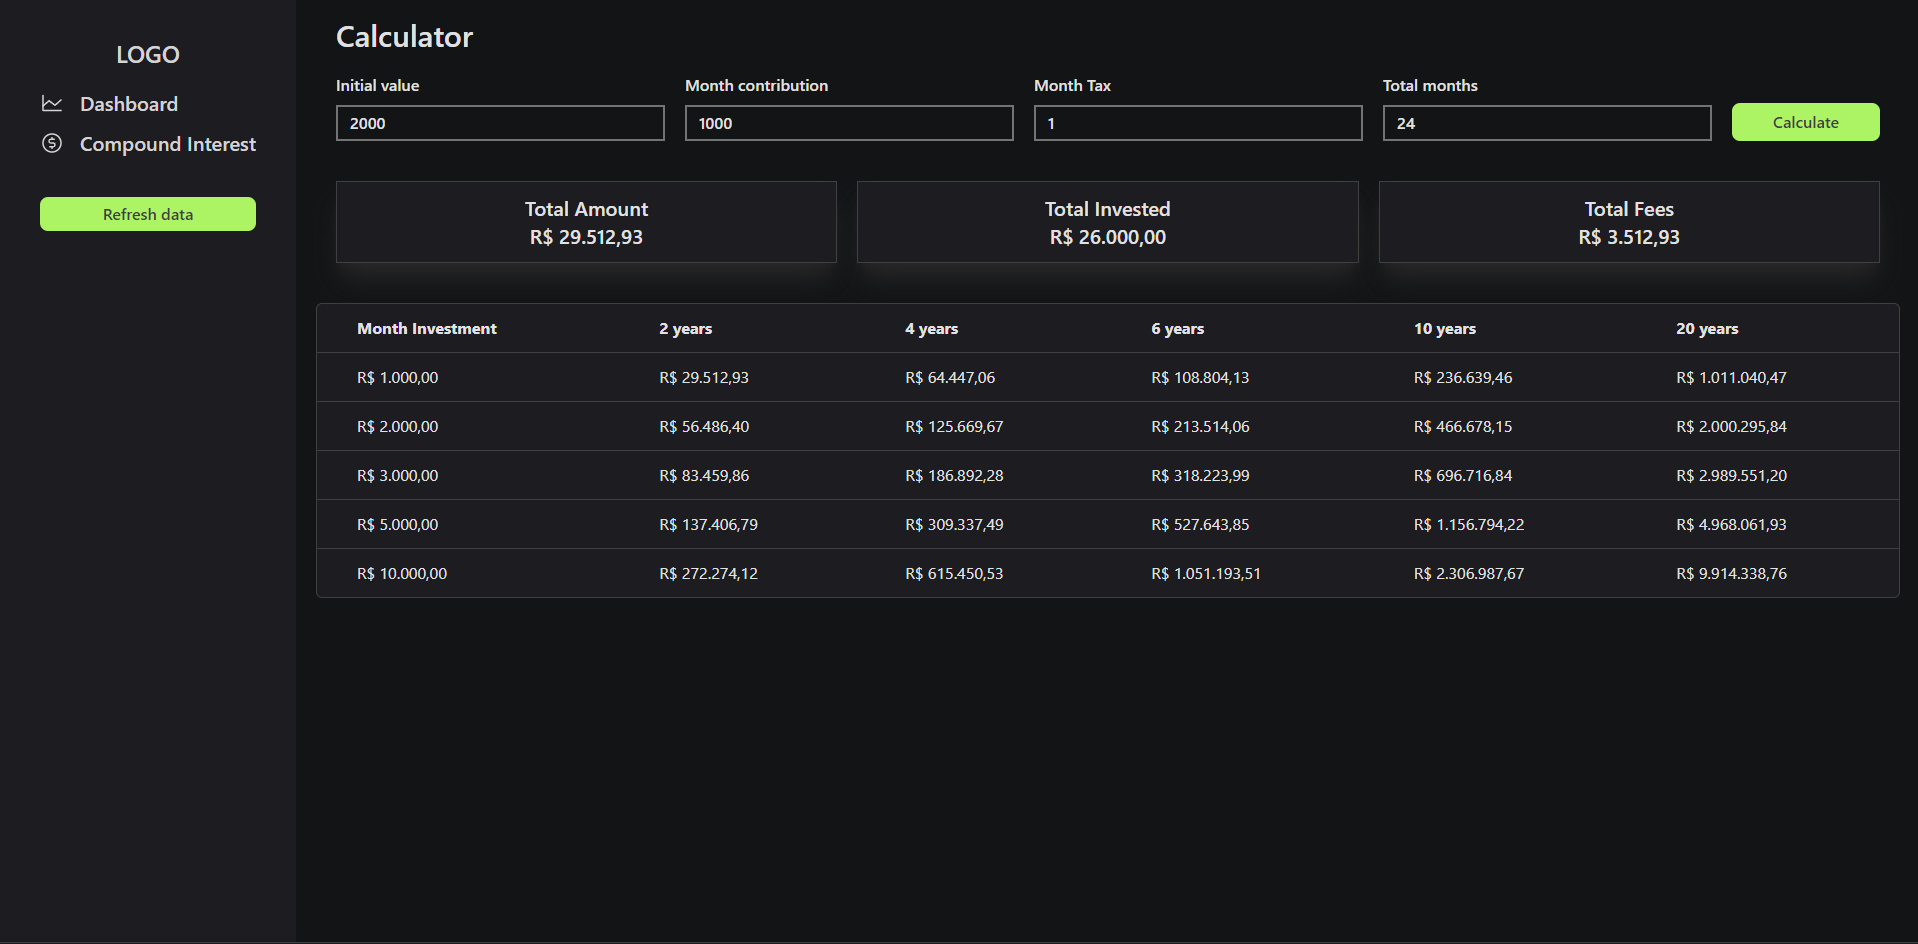 LOGO
Dashboard
Compound Interest
Refresh data
Calculator
Initial value Month contribution Month Tax Total months
2000 1000 1 24 Calculate
Total Amount Total Invested Total Fees
R$ 29.512,93 R$ 26.000,00 R$ 3.512,93
Month Investment 2 years 4 years 6 years 10 years 20 years
R$ 1.000,00 R$ 29.512,93 R$ 64.447,06 R$ 108.804,13 R$ 236.639,46 R$ 1.011.040,47
R$ 2.000,00 R$ 56.486,40 R$ 125.669,67 R$ 213.514,06 R$ 466.678,15 R$ 2.000.295,84
R$ 3.000,00 R$ 83.459,86 R$ 186.892,28 R$ 318.223,99 R$ 696.716,84 R$ 2.989.551,20
R$ 5.000,00 R$ 137.406,79 R$ 309.337,49 R$ 527.643,85 R$ 1.156.794,22 R$ 4.968.061,93
R$ 10.000,00 R$ 272.274,12 R$ 615.450,53 R$ 1.051.193,51 R$ 2.306.987,67 R$ 9.914.338,76